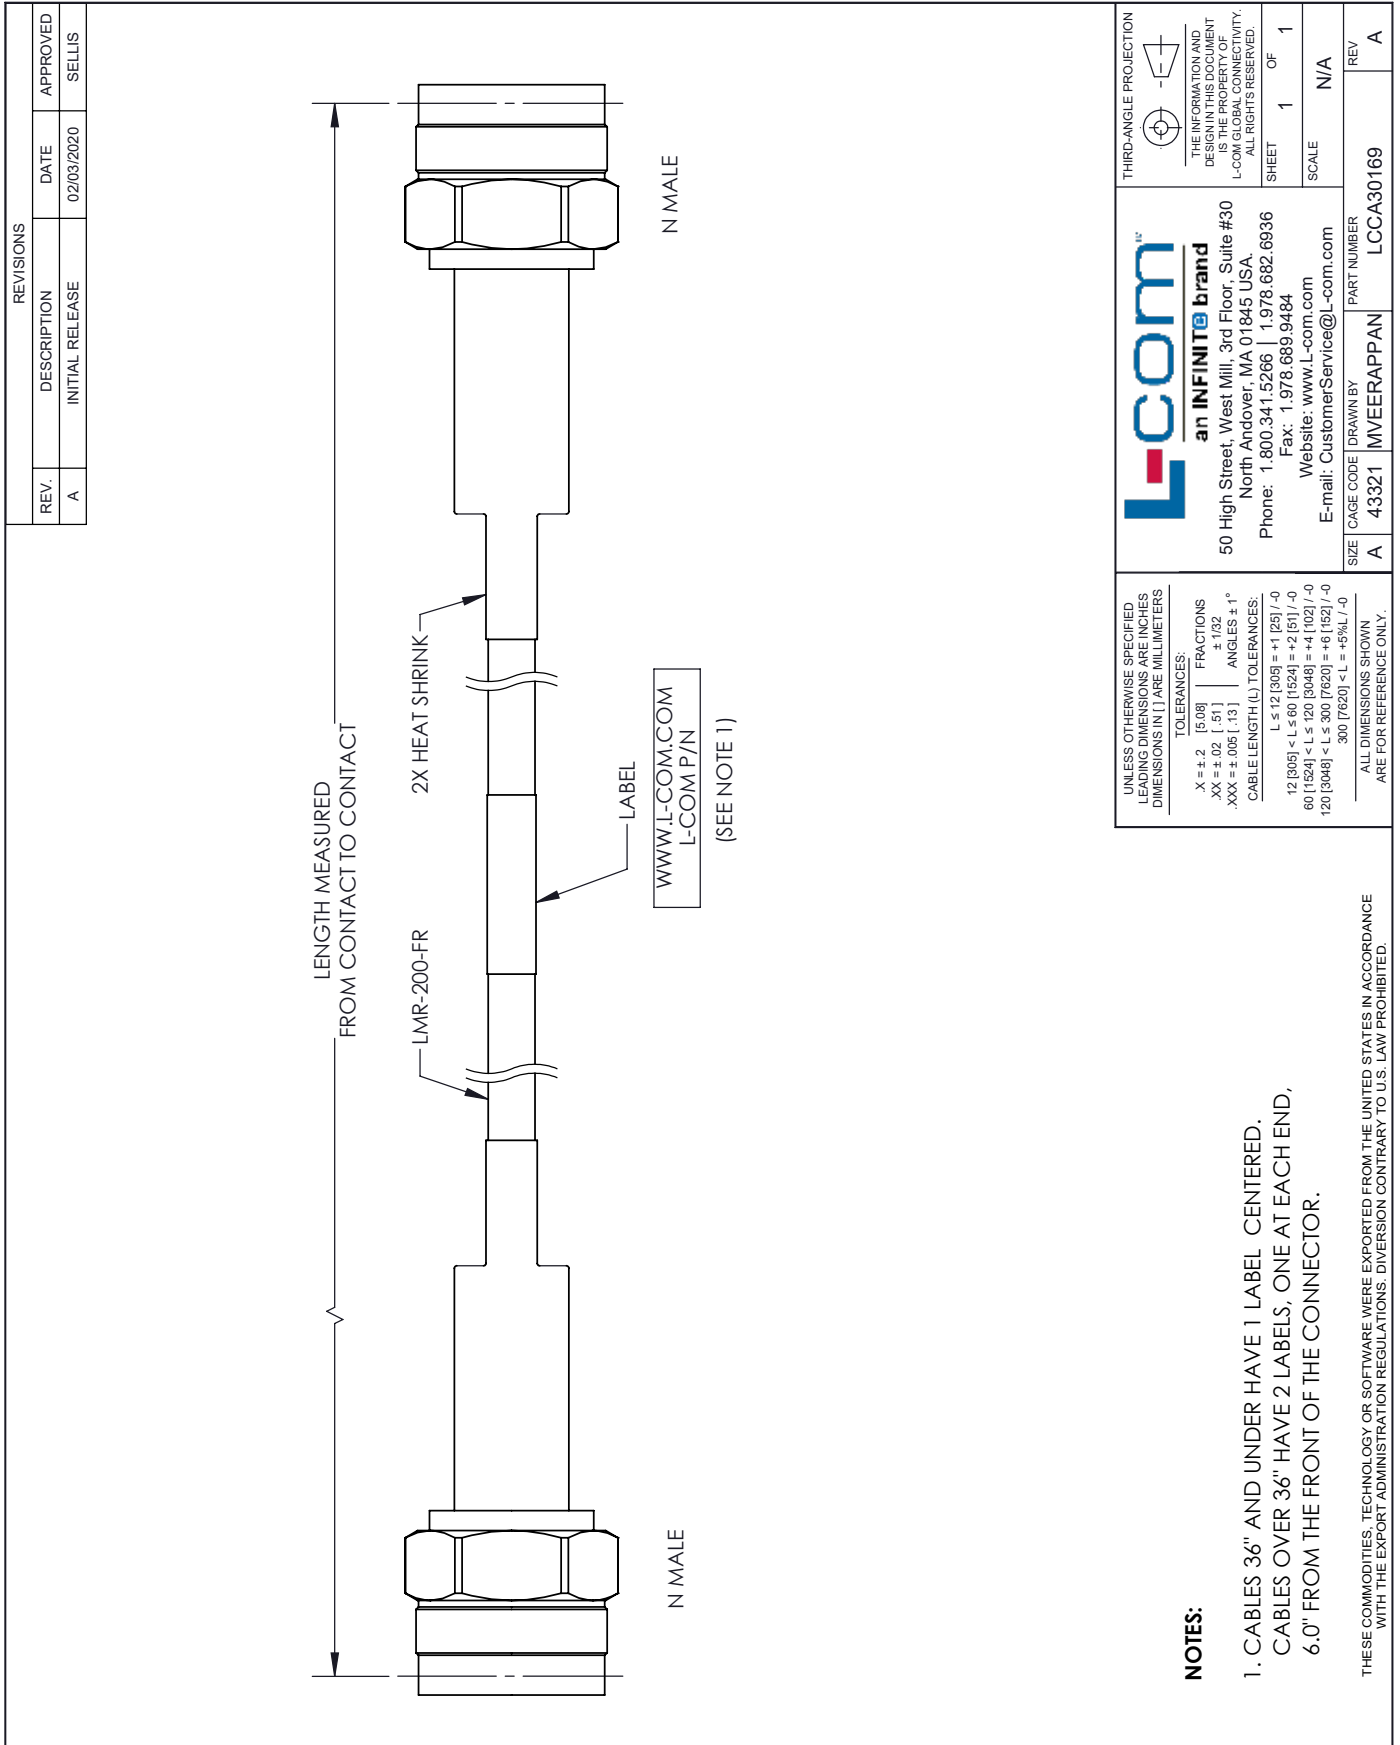 REVISIONS
REV. DESCRIPTION DATE APPROVED
A INITIAL RELEASE 02/03/2020 SELLIS
LENGTH MEASURED
FROM CONTACT TO CONTACT
LMR-200-FR
2X HEAT SHRINK
LABEL
WWW.L-COM.COM
L-COM P/N
(SEE NOTE 1)
N MALE
N MALE
NOTES:
1. CABLES 36" AND UNDER HAVE 1 LABEL CENTERED.
CABLES OVER 36" HAVE 2 LABELS, ONE AT EACH END,
6.0" FROM THE FRONT OF THE CONNECTOR.
THESE COMMODITIES, TECHNOLOGY OR SOFTWARE WERE EXPORTED FROM THE UNITED STATES IN ACCORDANCE
WITH THE EXPORT ADMINISTRATION REGULATIONS. DIVERSION CONTRARY TO U.S. LAW PROHIBITED.
UNLESS OTHERWISE SPECIFIED
LEADING DIMENSIONS ARE INCHES
DIMENSIONS IN [ ] ARE MILLIMETERS
TOLERANCES:
.X = ± .2 [5.08] FRACTIONS
.XX = ± .02 [ .51] ± 1/32
.XXX = ± .005 [ .13 ] ANGLES ± 1°
CABLE LENGTH (L) TOLERANCES:
L ≤ 12 [305] = +1 [25] / -0
12 [305] < L ≤ 60 [1524] = +2 [51] / -0
60 [1524] < L ≤ 120 [3048] = +4 [102] / -0
120 [3048] < L ≤ 300 [7620] = +6 [152] / -0
300 [7620] < L = +5%L / -0
ALL DIMENSIONS SHOWN
ARE FOR REFERENCE ONLY.
L-com
an INFINIT@ brand
50 High Street, West Mill, 3rd Floor, Suite #30
North Andover, MA 01845 USA.
Phone: 1.800.341.5266 | 1.978.682.6936
Fax: 1.978.689.9484
Website: www.L-com.com
E-mail: CustomerService@L-com.com
THIRD-ANGLE PROJECTION
THE INFORMATION AND
DESIGN IN THIS DOCUMENT
IS THE PROPERTY OF
L-COM GLOBAL CONNECTIVITY.
ALL RIGHTS RESERVED.
SHEET 1 OF 1
SCALE N/A
SIZE A
CAGE CODE 43321
DRAWN BY MVEERAPPAN
PART NUMBER LCCA30169
REV A